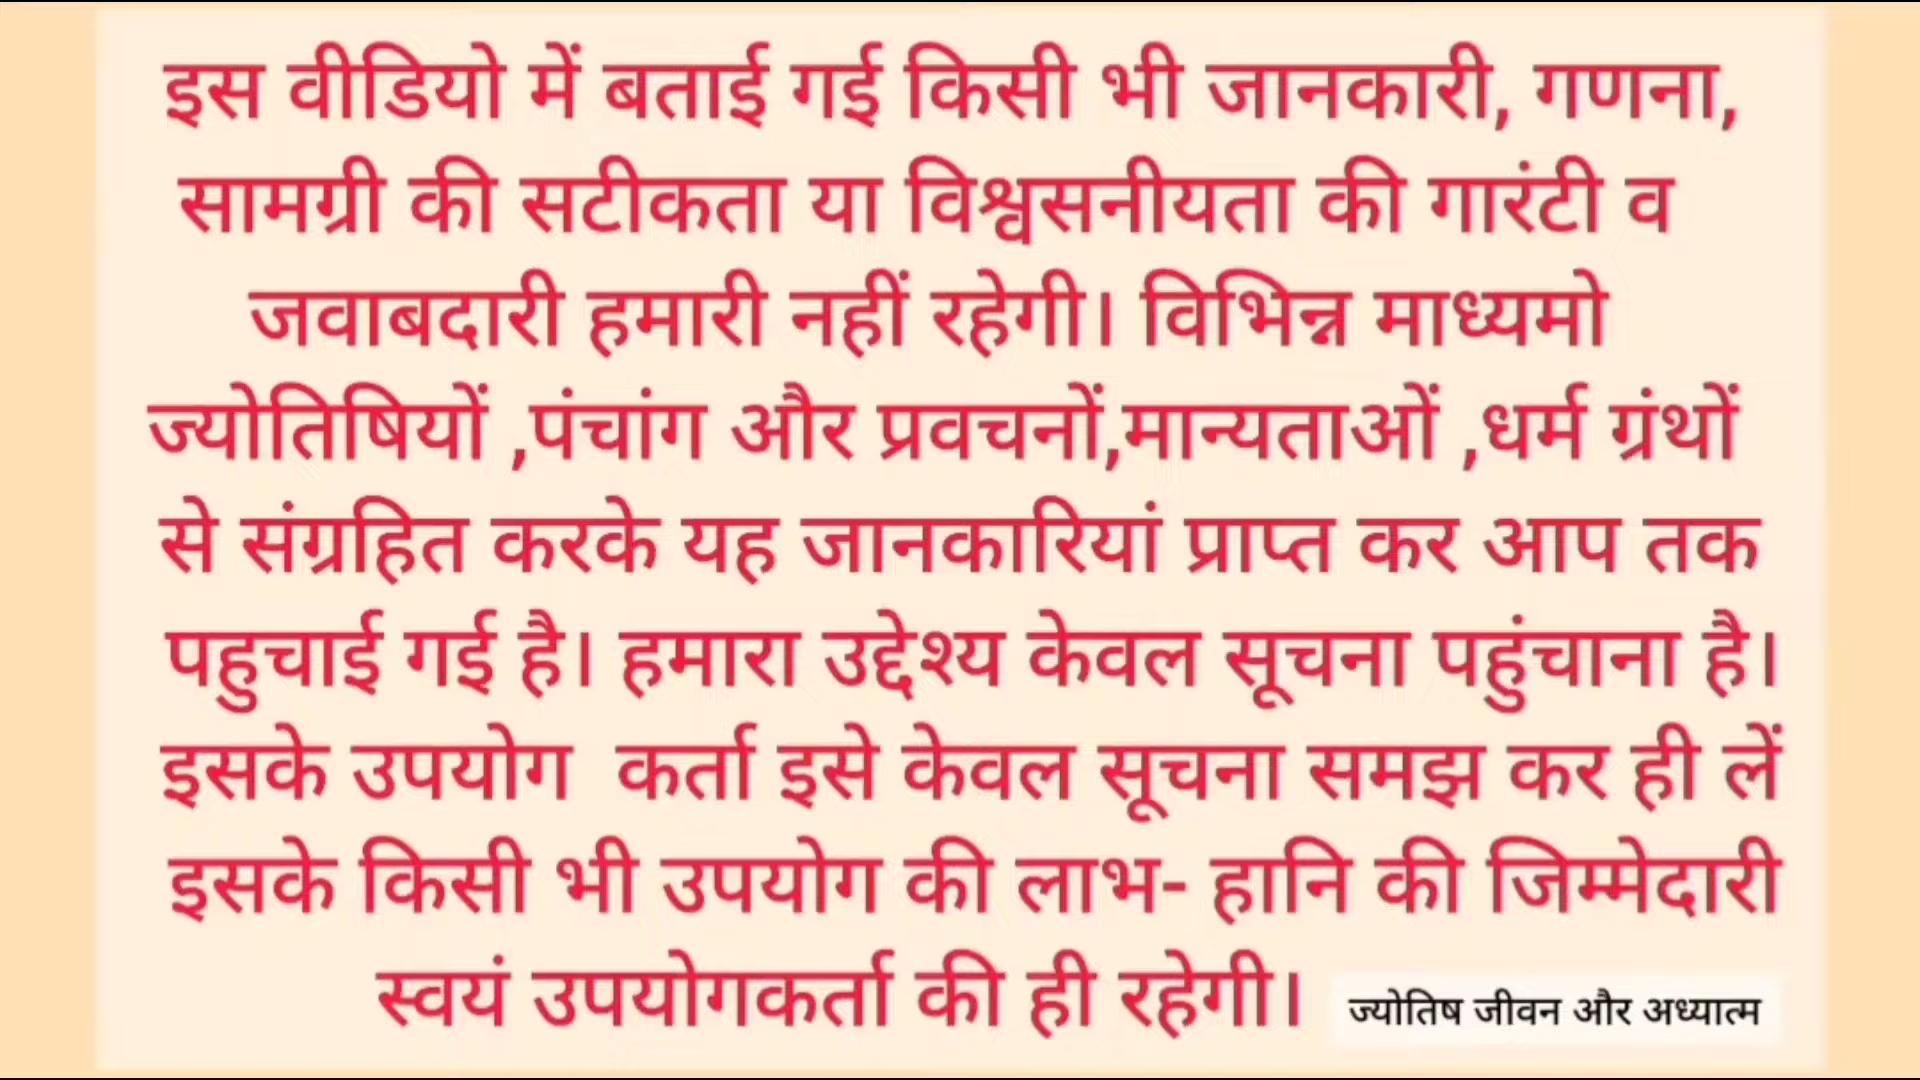 इस वीडियो में बताई गई किसी भी जानकारी, गणना,
सामग्री की सटीकता या विश्वसनीयता की गारंटी व
जवाबदारी हमारी नहीं रहेगी। विभिन्न माध्यमो
ज्योतिषियों ,पंचांग और प्रवचनों,मान्यताओं ,धर्म ग्रंथों
से संग्रहित करके यह जानकारियां प्राप्त कर आप तक
पहुचाई गई है। हमारा उद्देश्य केवल सूचना पहुंचाना है।
इसके उपयोग  कर्ता इसे केवल सूचना समझ कर ही लें
इसके किसी भी उपयोग की लाभ- हानि की जिम्मेदारी
स्वयं उपयोगकर्ता की ही रहेगी।
ज्योतिष जीवन और अध्यात्म